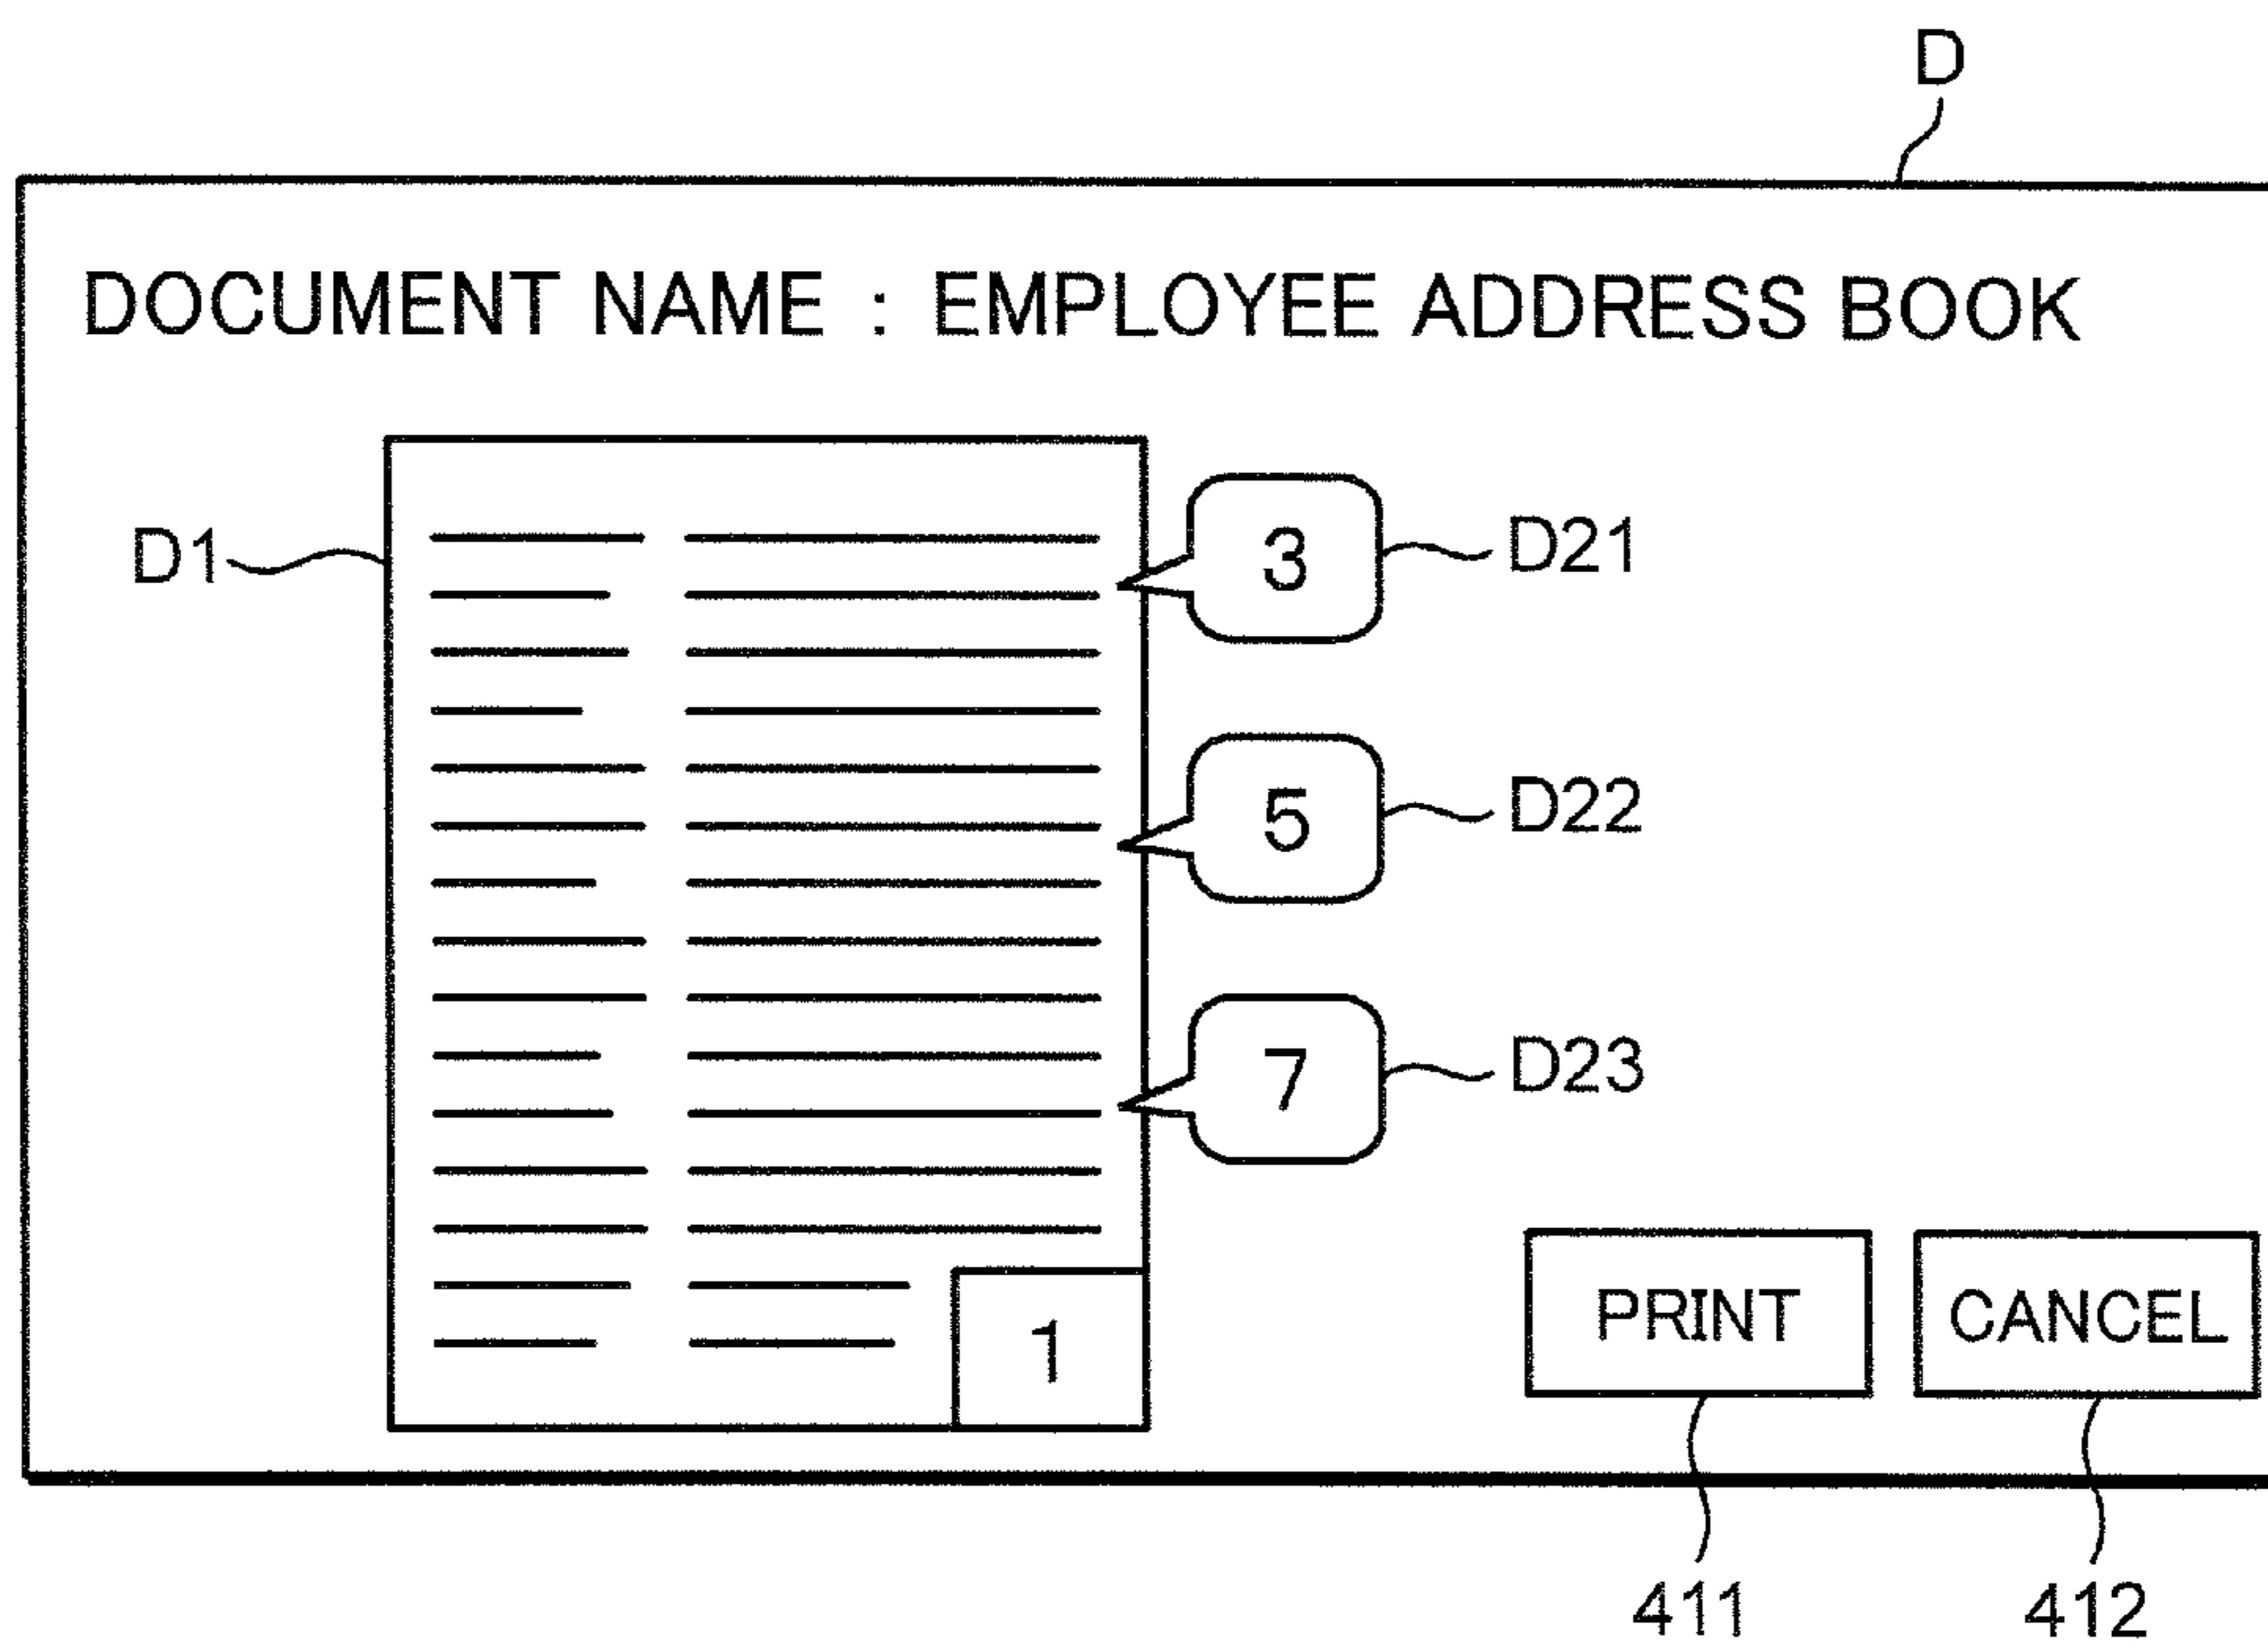 D
DOCUMENT NAME : EMPLOYEE ADDRESS BOOK
D1
3
D21
5
D22
7
D23
1
PRINT
CANCEL
411
412